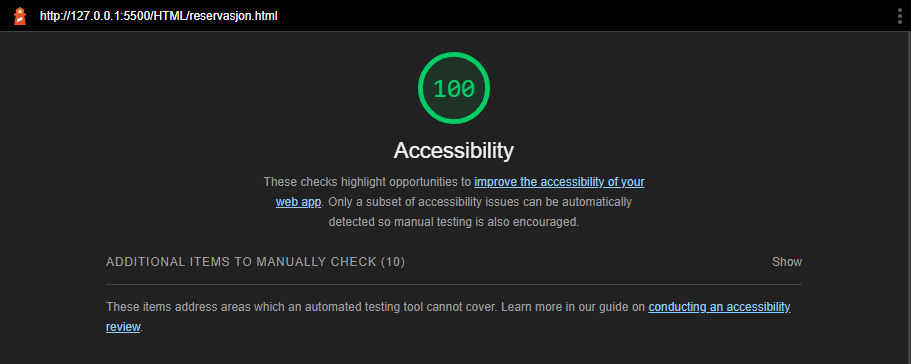 http://127.0.0.1:5500/HTML/reservasjon.html
100
Accessibility
These checks highlight opportunities to improve the accessibility of your
web app. Only a subset of accessibility issues can be automatically
detected so manual testing is also encouraged.
ADDITIONAL ITEMS TO MANUALLY CHECK (10) Show
These items address areas which an automated testing tool cannot cover. Learn more in our guide on conducting an accessibility
review.